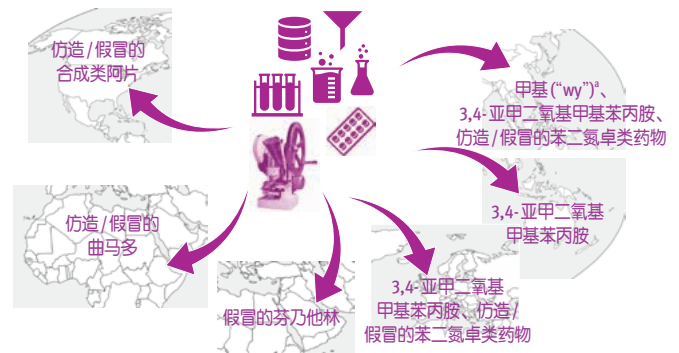 仿造/假冒的
合成类阿片
甲基(“wy”)ª、
3,4-亚甲二氧基甲基苯丙胺、
仿造/假冒的苯二氮卓类药物
仿造/假冒的
曲马多
3,4-亚甲二氧基
甲基苯丙胺
假冒的芬乃他林
3,4-亚甲二氧基
甲基苯丙胺、仿造/
假冒的苯二氮卓类药物